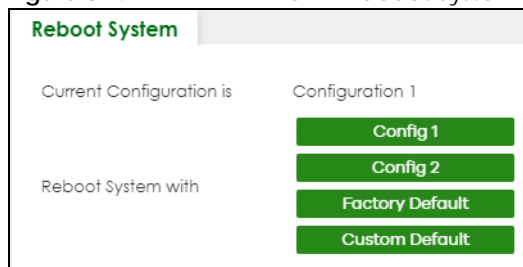 Reboot System
Current Configuration is Configuration 1
Config 1
Config 2
Reboot System with
Factory Default
Custom Default